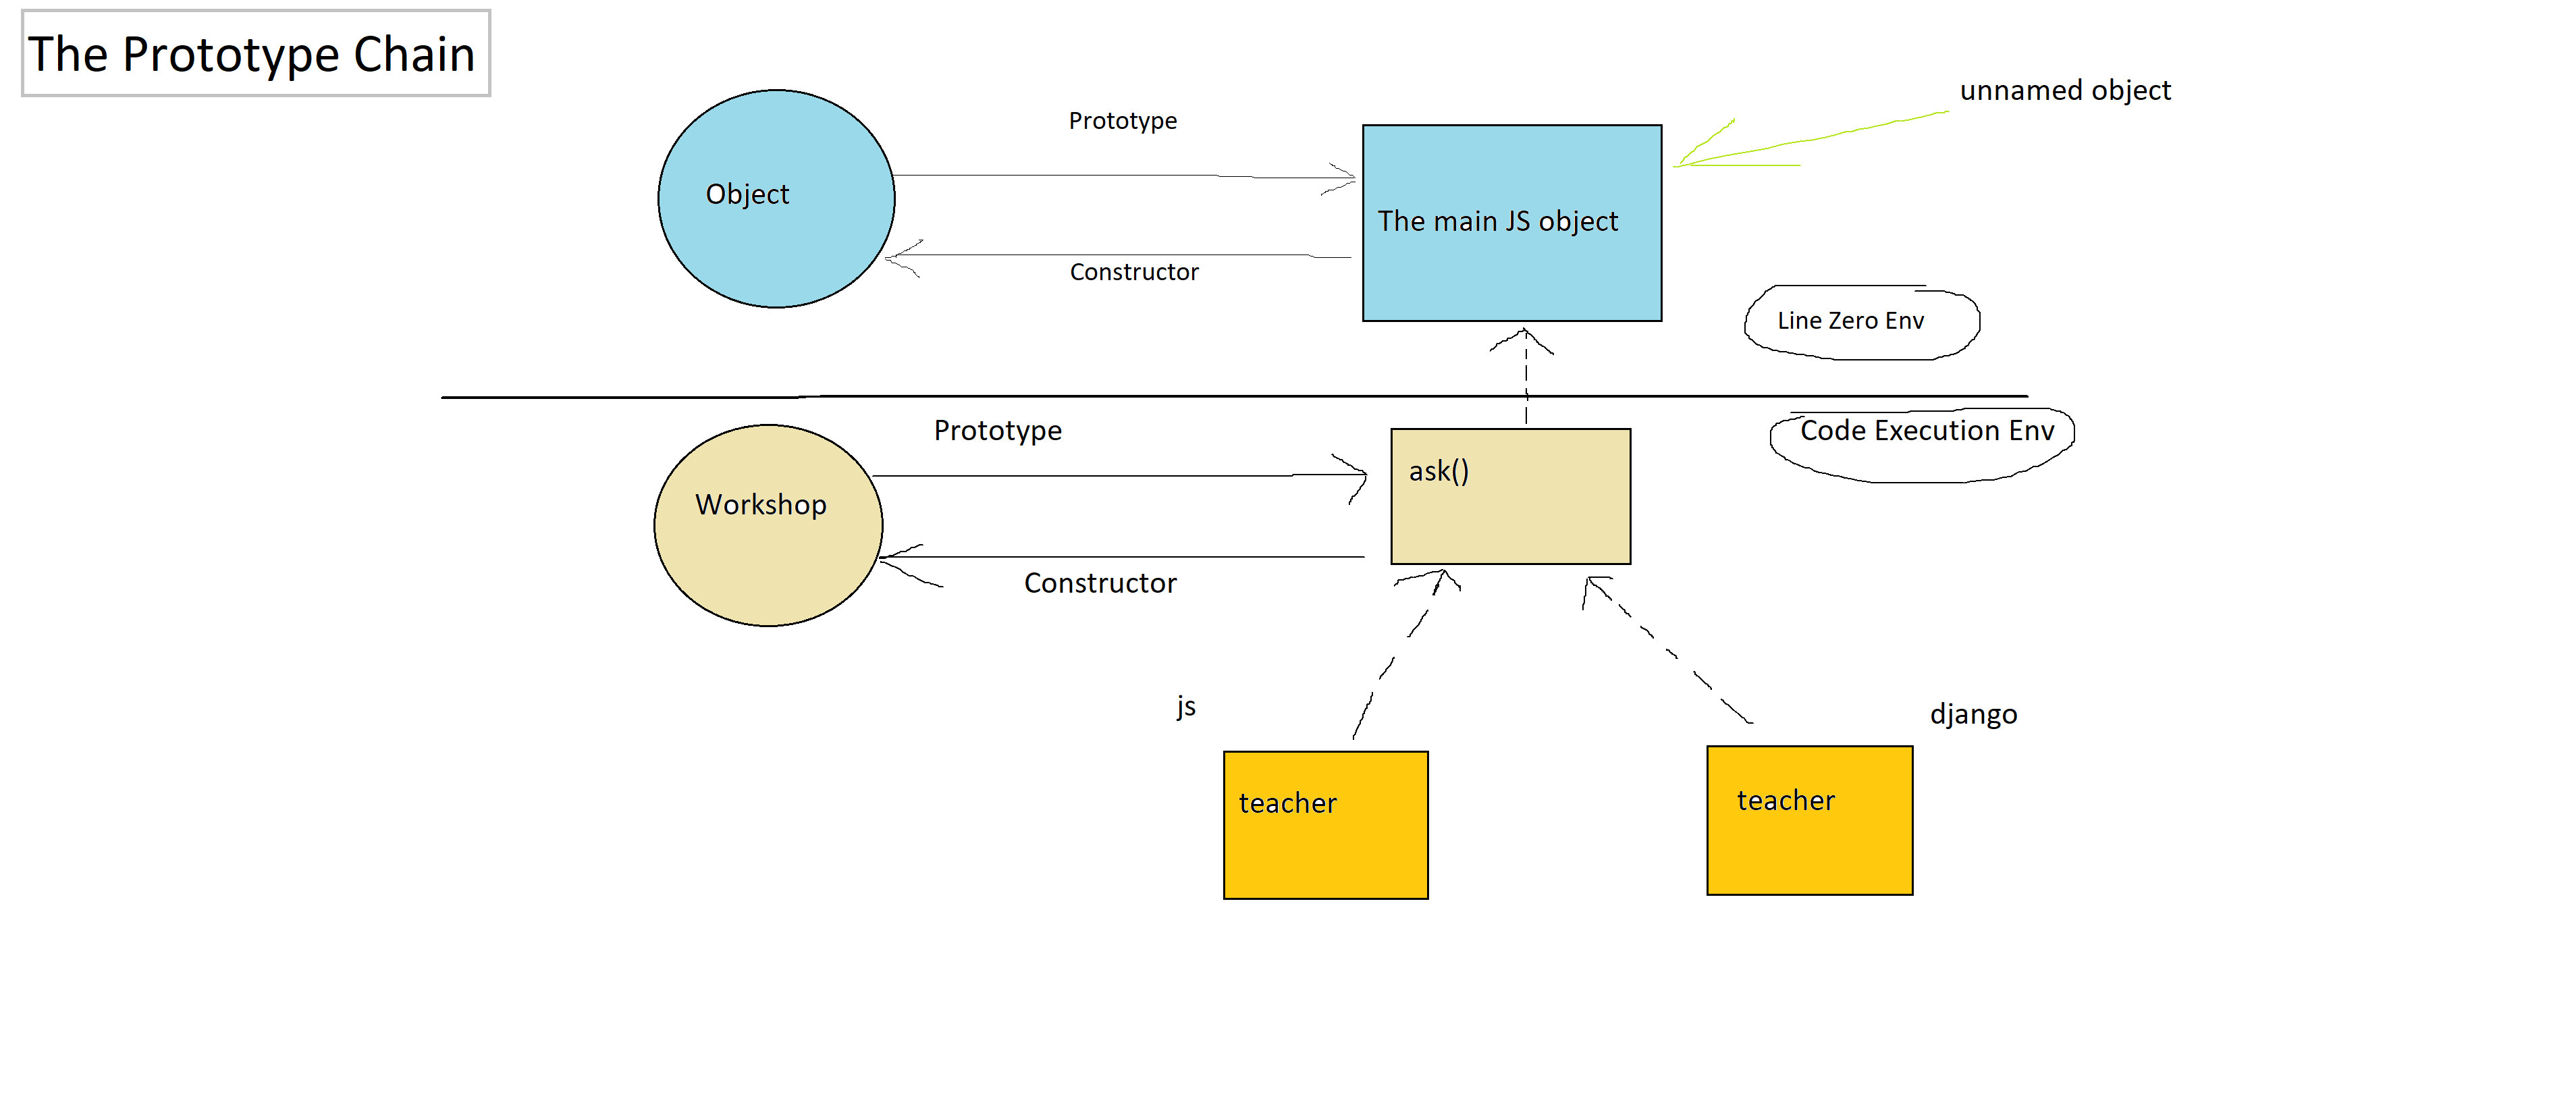 The Prototype Chain
unnamed object
Prototype
Object
The main JS object
Constructor
Line Zero Env
Prototype
Code Execution Env
ask()
Workshop
Constructor
js
django
teacher
teacher